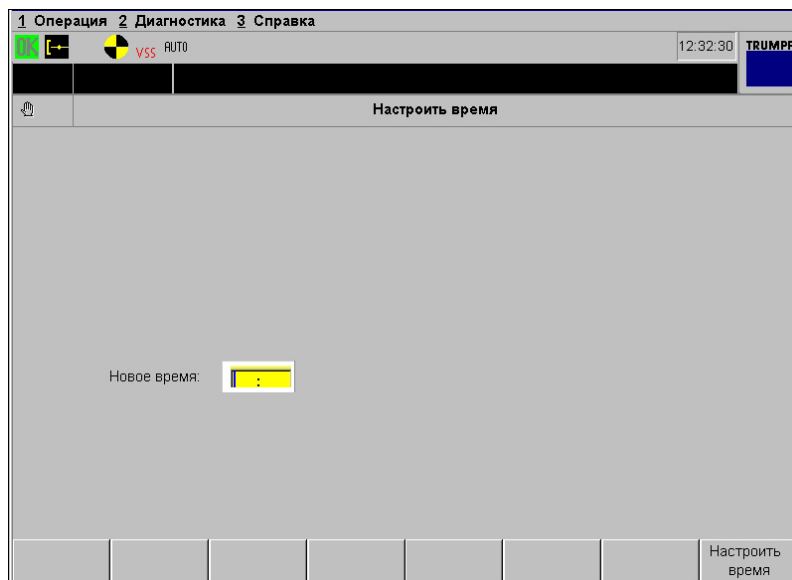 1 Операция 2 Диагностика 3 Справка
OK VSS AUTO 12:32:30 TRUMPF
Настроить время
Новое время: :
Настроить
время